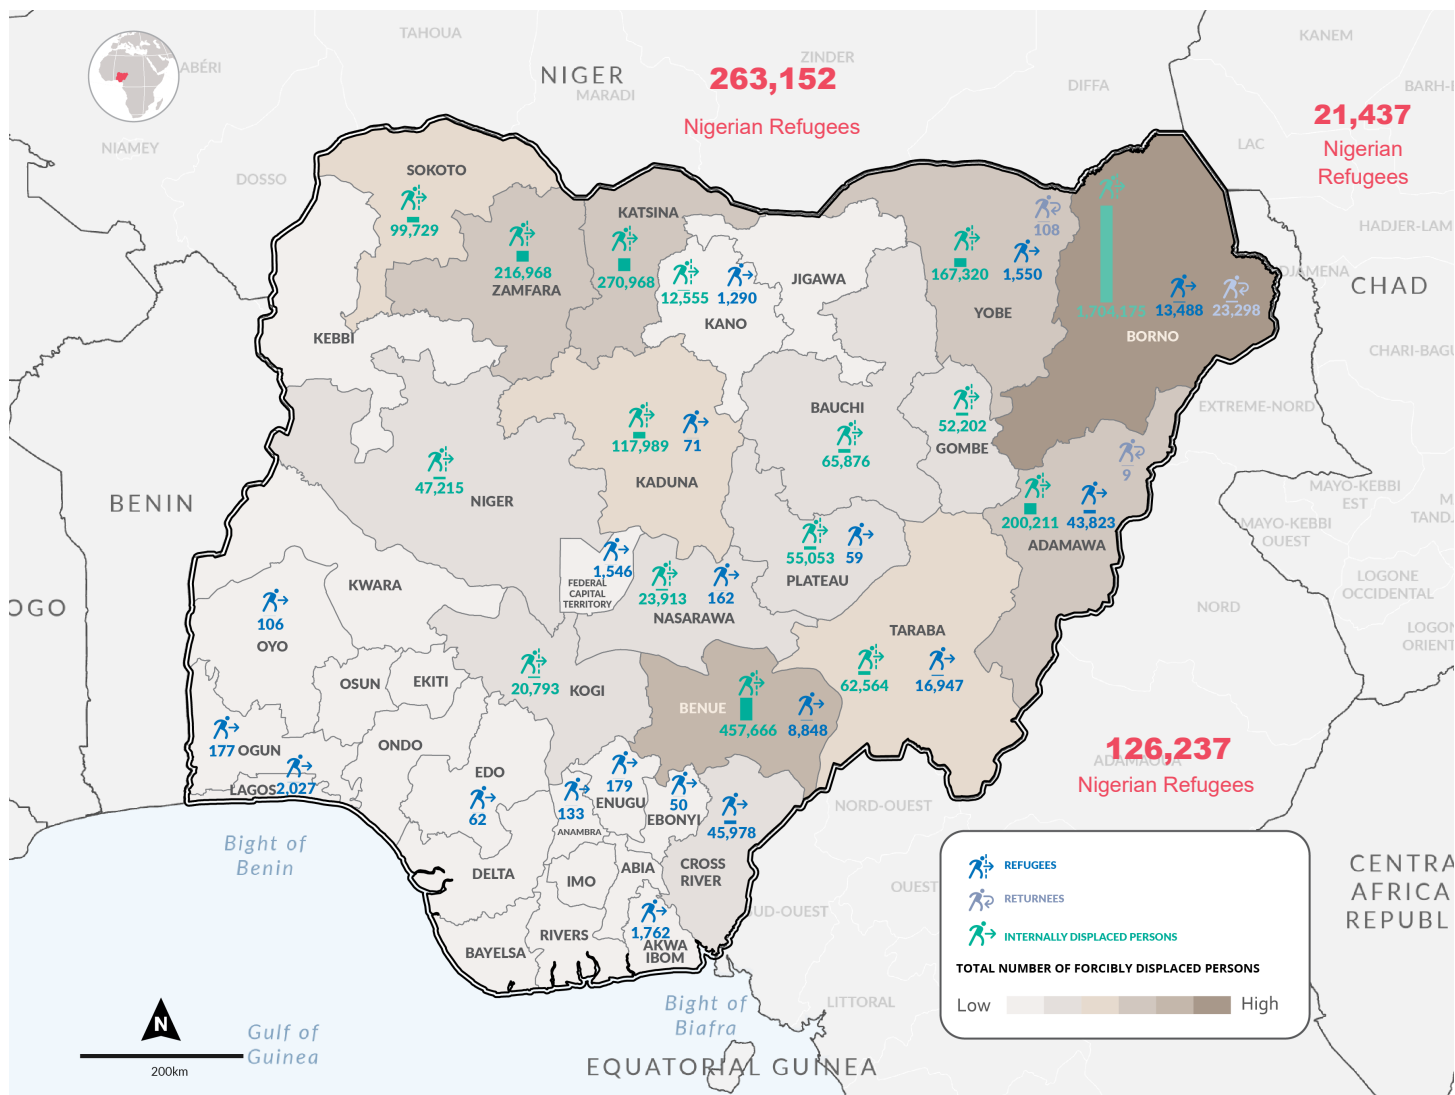 TAHOUA
ZINDER
KANEM
NIGER
263,152
MARADI
DIFFA
ABÉRI
21,437
Nigerian Refugees
Nigerian
Refugees
NIAMEY
LAC
DOSSO
SOKOTO
99,729
KATSINA
270,968
216,968
ZAMFARA
12,555
1,290
KANO
JIGAWA
108
167,320
1,550
YOBE
1,704,175
13,488
23,298
BORNO
HADJER-LAM
DJAMENA
CHAD
KEBBI
CHARI-BAGU
EXTREME-NORD
BAUCHI
65,876
52,202
GOMBE
117,989
71
KADUNA
47,215
NIGER
BENIN
9
200,211
43,823
ADAMAWA
MAYO-KEBBI
EST
MAYO-KEBBI
OUEST
TANDJ
55,053
59
PLATEAU
1,546
FEDERAL
CAPITAL
TERRITORY
23,913
162
NASARAWA
KWARA
106
OYO
OGO
LOGONE
OCCIDENTAL
NORD
LOGON
ORIENT
TARABA
62,564
16,947
OSUN
EKITI
20,793
KOGI
BENUE
457,666
8,848
177
OGUN
ONDO
LAGOS
2,027
EDO
62
126,237
ADAMAOUA
Nigerian Refugees
179
ENUGU
133
ANAMBRA
50
EBONYI
45,978
CROSS
RIVER
NORD-OUEST
Bight of
Benin
DELTA
IMO
ABIA
OUEST
SUD-OUEST
1,762
AKWA
IBOM
RIVERS
BAYELSA
REFUGEES
RETURNEES
INTERNALLY DISPLACED PERSONS
TOTAL NUMBER OF FORCIBLY DISPLACED PERSONS
Low
High
CENTRA
AFRICA
REPUBL
LITTORAL
Bight of
Biafra
N
Gulf of
Guinea
200km
EQUATORIAL GUINEA